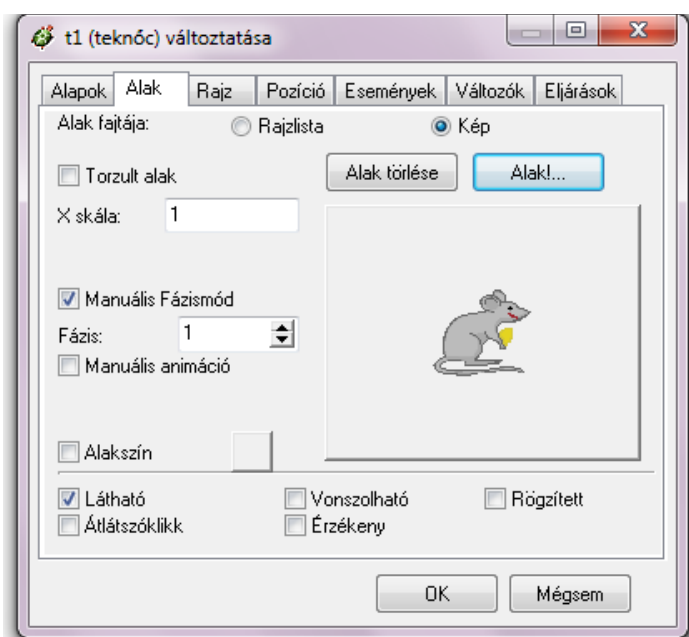 t1 (teknőc) változtatása
Alapok Alak Rajz Pozíció Események Változók Eljárások
Alak fajtája: Rajzlista Kép
Torzult alak Alak törlése Alak!...
X skála: 1
Manuális Fázismód
Fázis: 1
Manuális animáció
Alakszín
Látható Vonszolható Rögzített
Átlátszóklikk Érzékeny
OK Mégsem